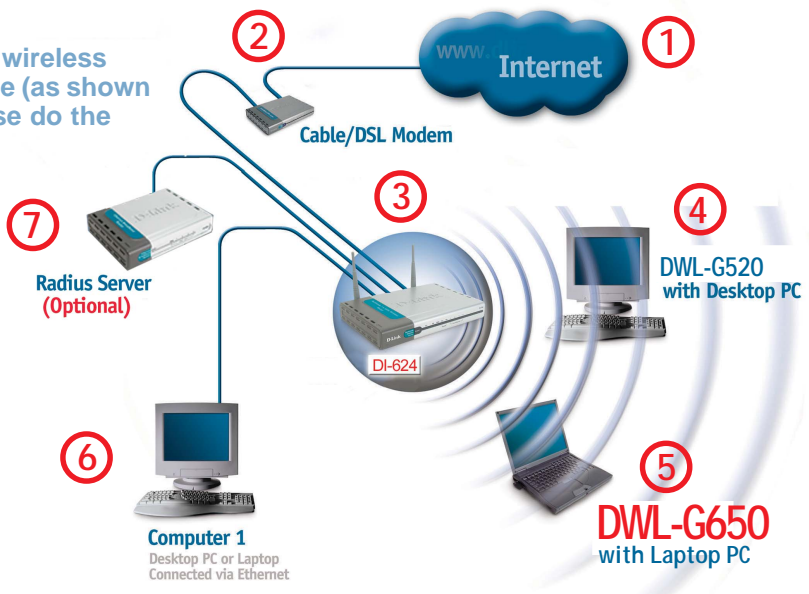 wireless
e (as shown
se do the
2
www.
Internet
1
Cable/DSL Modem
7
3
4
Radius Server
(Optional)
DWL-G520
with Desktop PC
D-Link
DI-624
6
5
DWL-G650
with Laptop PC
Computer 1
Desktop PC or Laptop
Connected via Ethernet